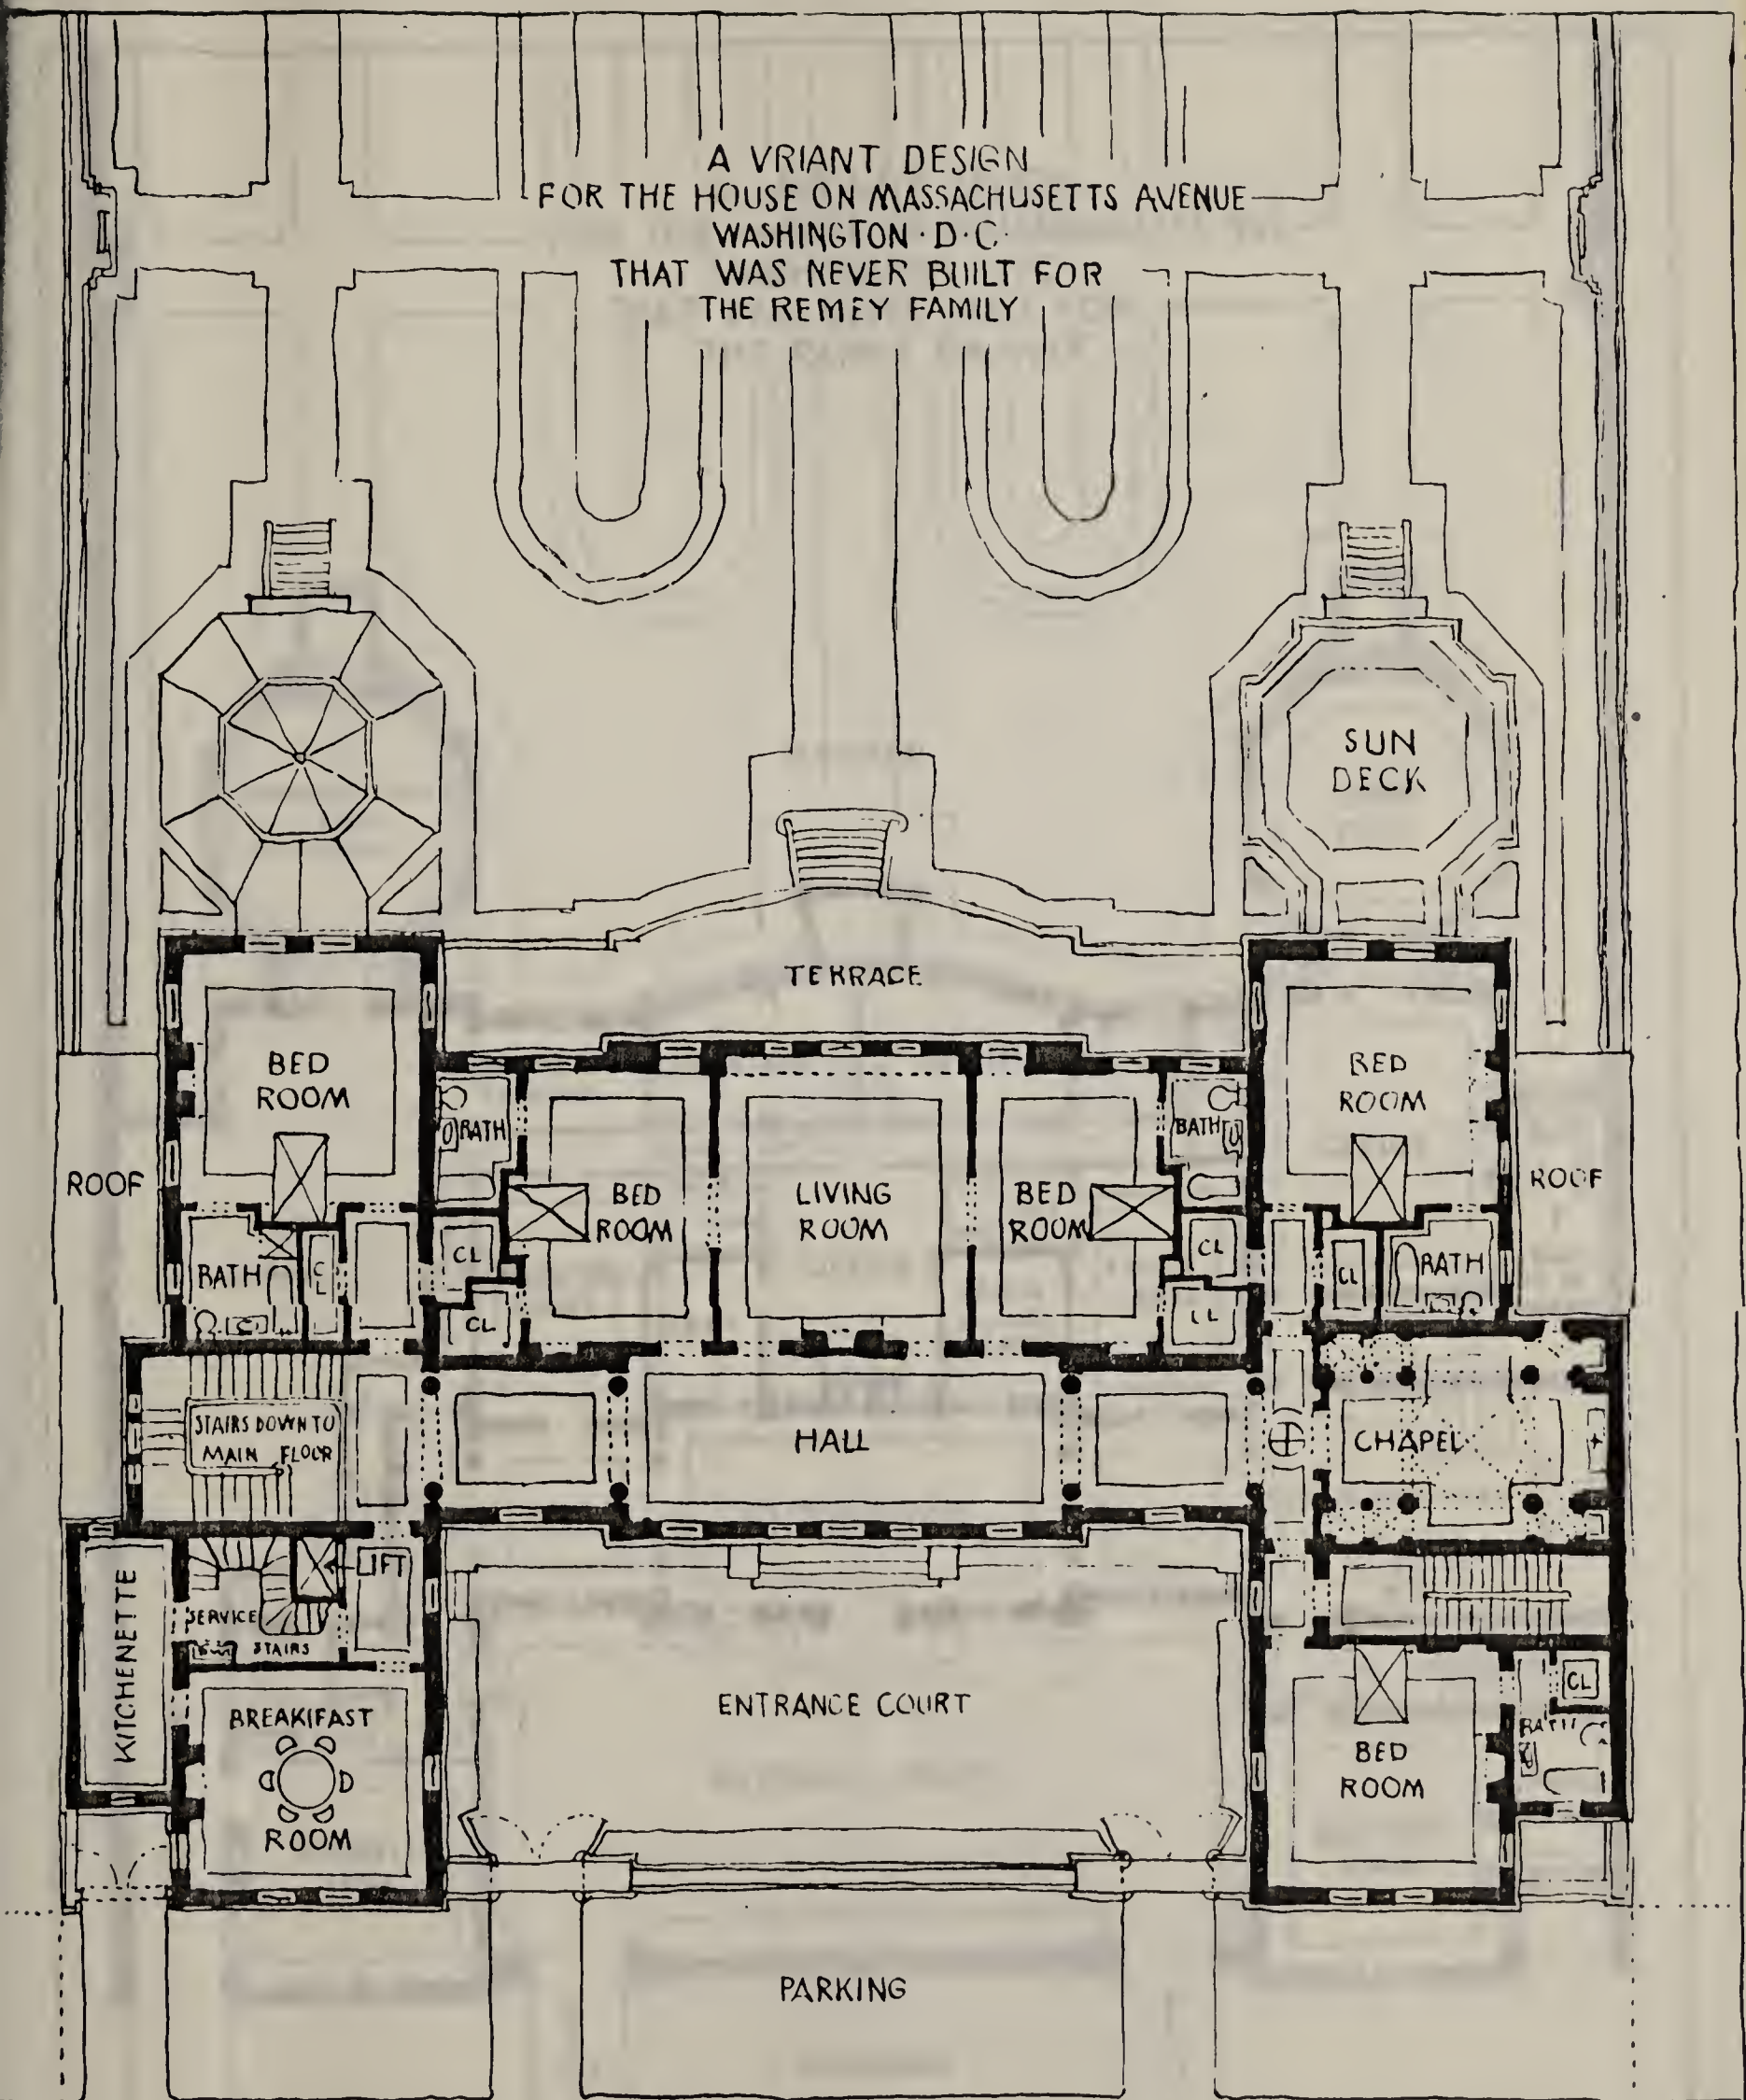 A VRIANT DESIGN
FOR THE HOUSE ON MASSACHUSETTS AVENUE
WASHINGTON · D · C ·
THAT WAS NEVER BUILT FOR
THE REMEY FAMILY
SUN
DECK
TERRACE
BED
ROOM
BED
ROOM
BATH
BATH
ROOF
BED
ROOM
LIVING
ROOM
BED
ROOM
ROOF
BATH
CL
CL
CL
CL
BATH
CL
LL
STAIRS DOWN TO
MAIN FLOOR
HALL
CHAPEL
LIFT
KITCHENETTE
SERVICE
STAIRS
BREAKIFAST
ROOM
ENTRANCE COURT
CL
BATH
BED
ROOM
PARKING